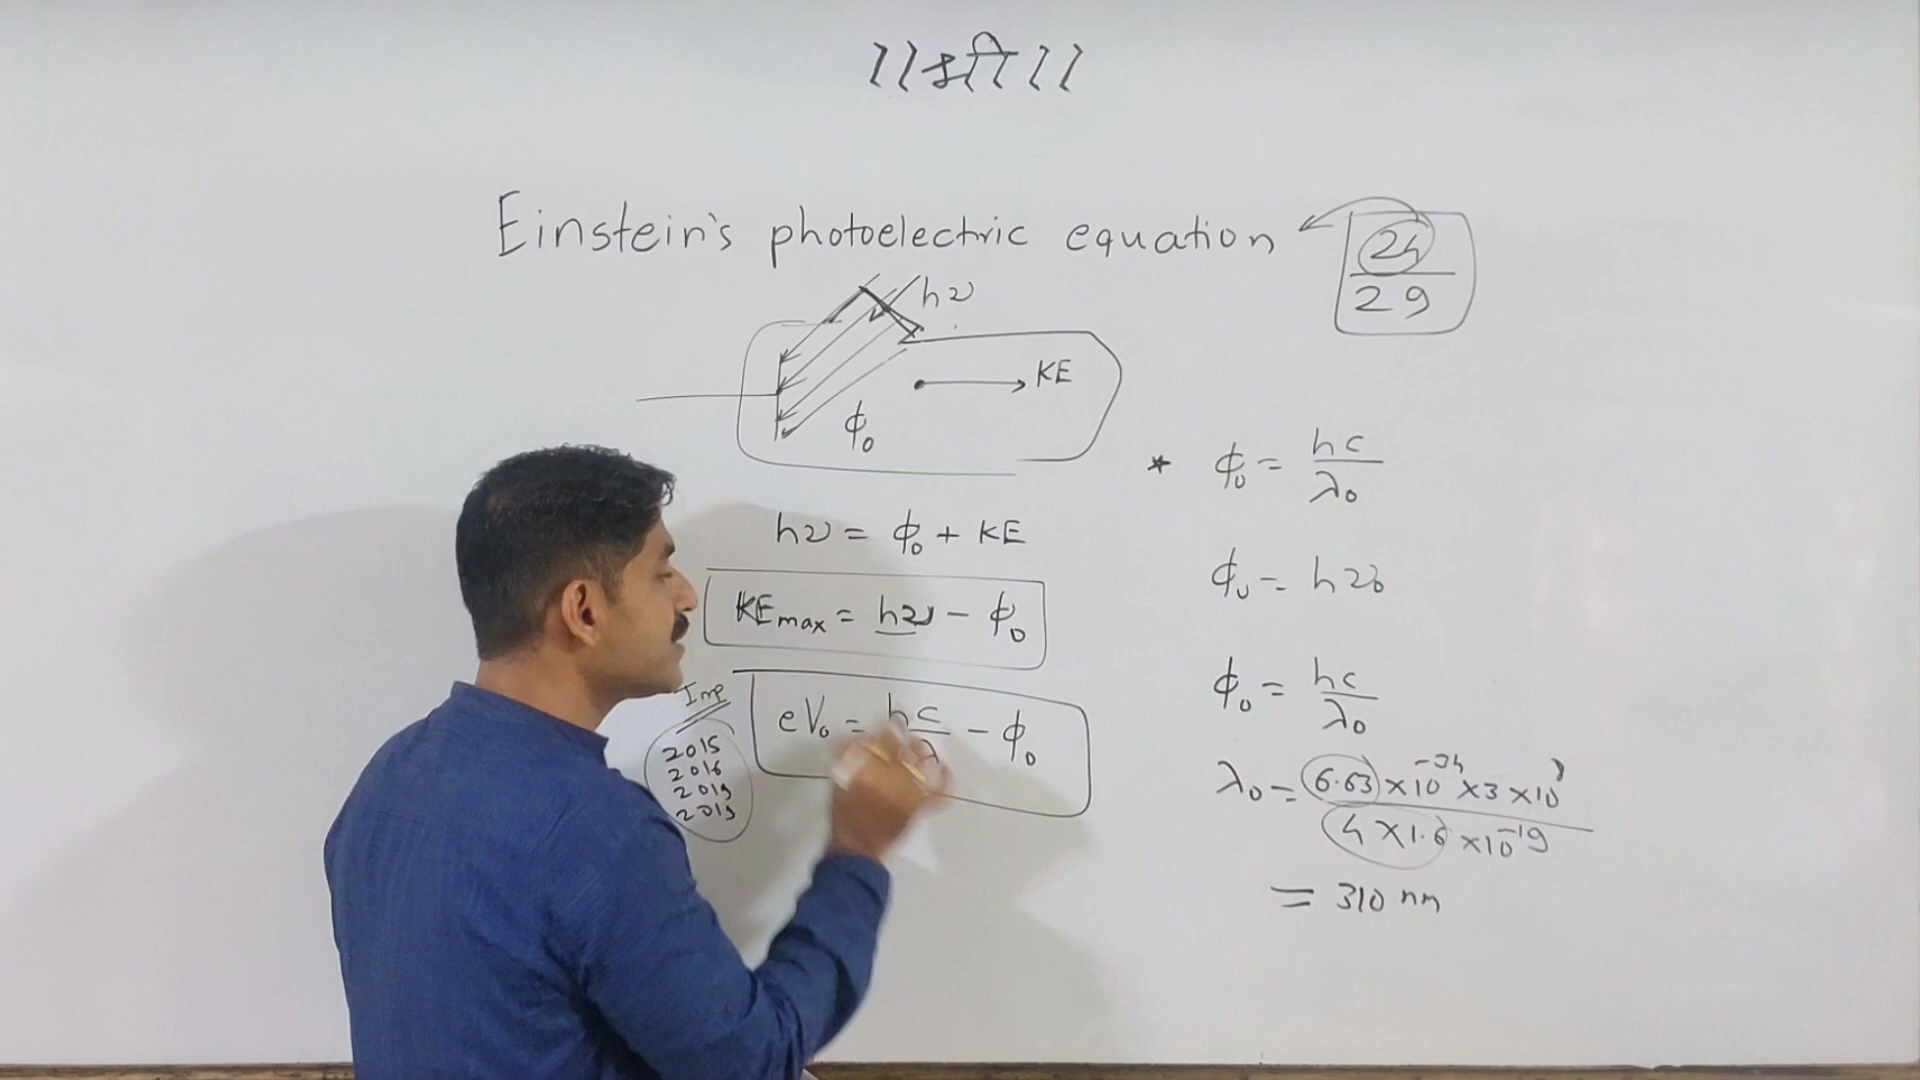 ।।श्री।।
Einstein's photoelectric equation
24
29
hν
KE
ϕ₀
hν = ϕ₀ + KE
KEmax = hν - ϕ₀
Imp
eV₀ = hc/λ - ϕ₀
2015
2016
2019
2019
* ϕ₀ = hc/λ₀
ϕ₀ = hν₀
ϕ₀ = hc/λ₀
λ₀ = 6.63 × 10⁻³⁴ × 3 × 10⁸ / 4 × 1.6 × 10⁻¹⁹
= 310 nm